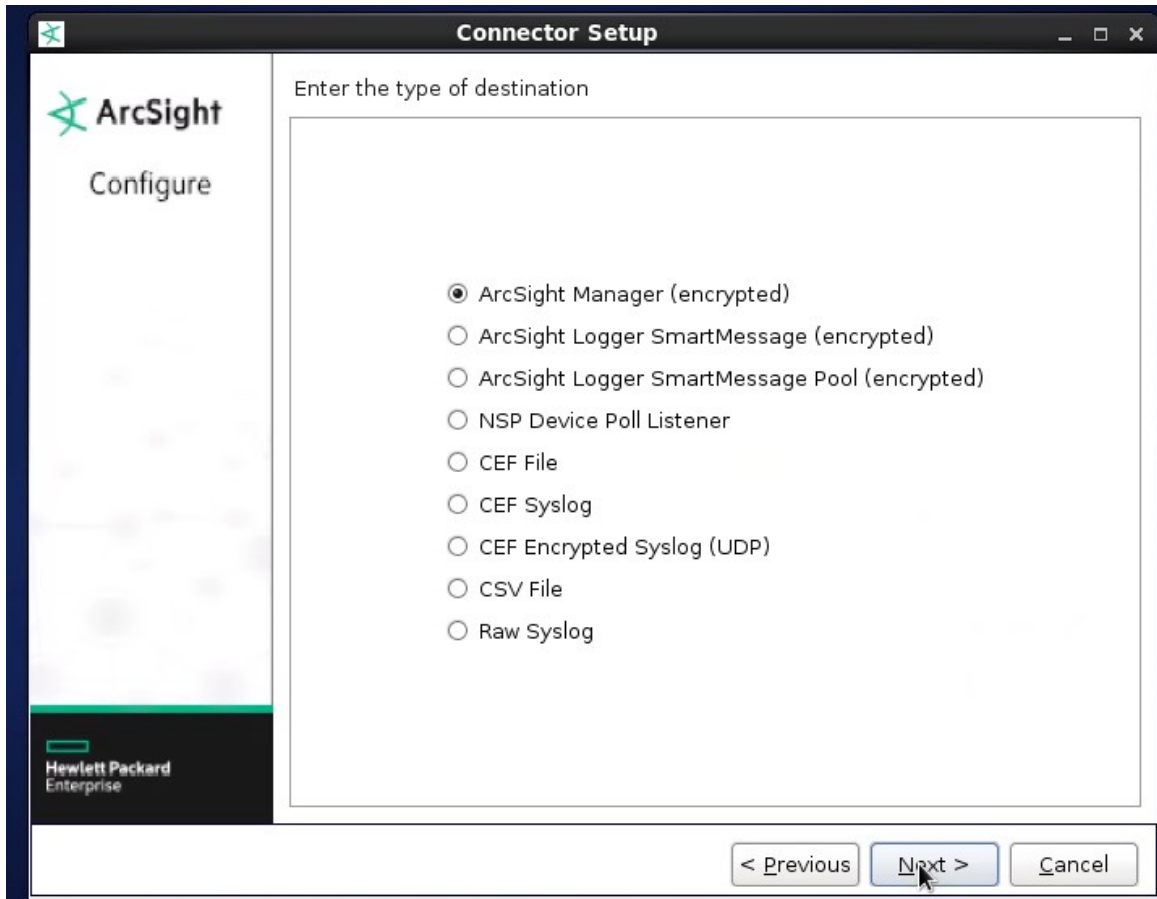 Connector Setup
ArcSight
Configure
Enter the type of destination
ArcSight Manager (encrypted)
ArcSight Logger SmartMessage (encrypted)
ArcSight Logger SmartMessage Pool (encrypted)
NSP Device Poll Listener
CEF File
CEF Syslog
CEF Encrypted Syslog (UDP)
CSV File
Raw Syslog
Hewlett Packard
Enterprise
< Previous
Next >
Cancel